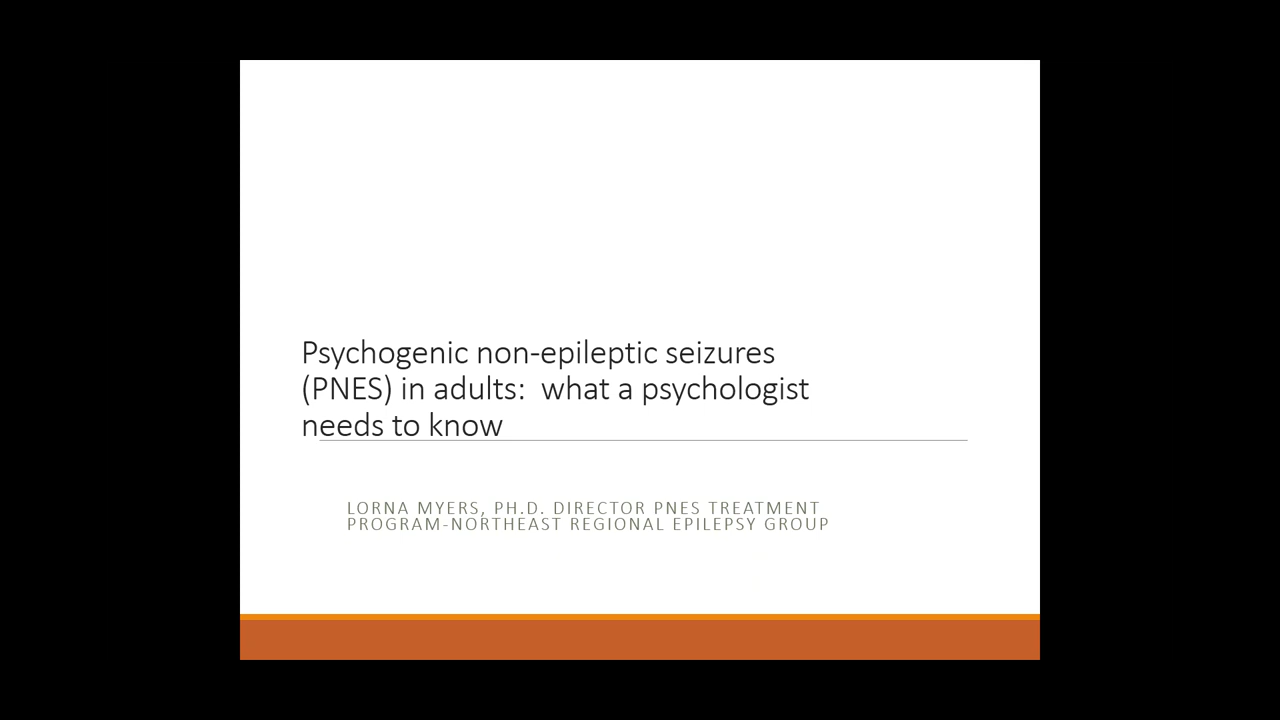 Psychogenic non-epileptic seizures
(PNES) in adults:  what a psychologist
needs to know
LORNA MYERS, PH.D. DIRECTOR PNES TREATMENT
PROGRAM-NORTHEAST REGIONAL EPILEPSY GROUP